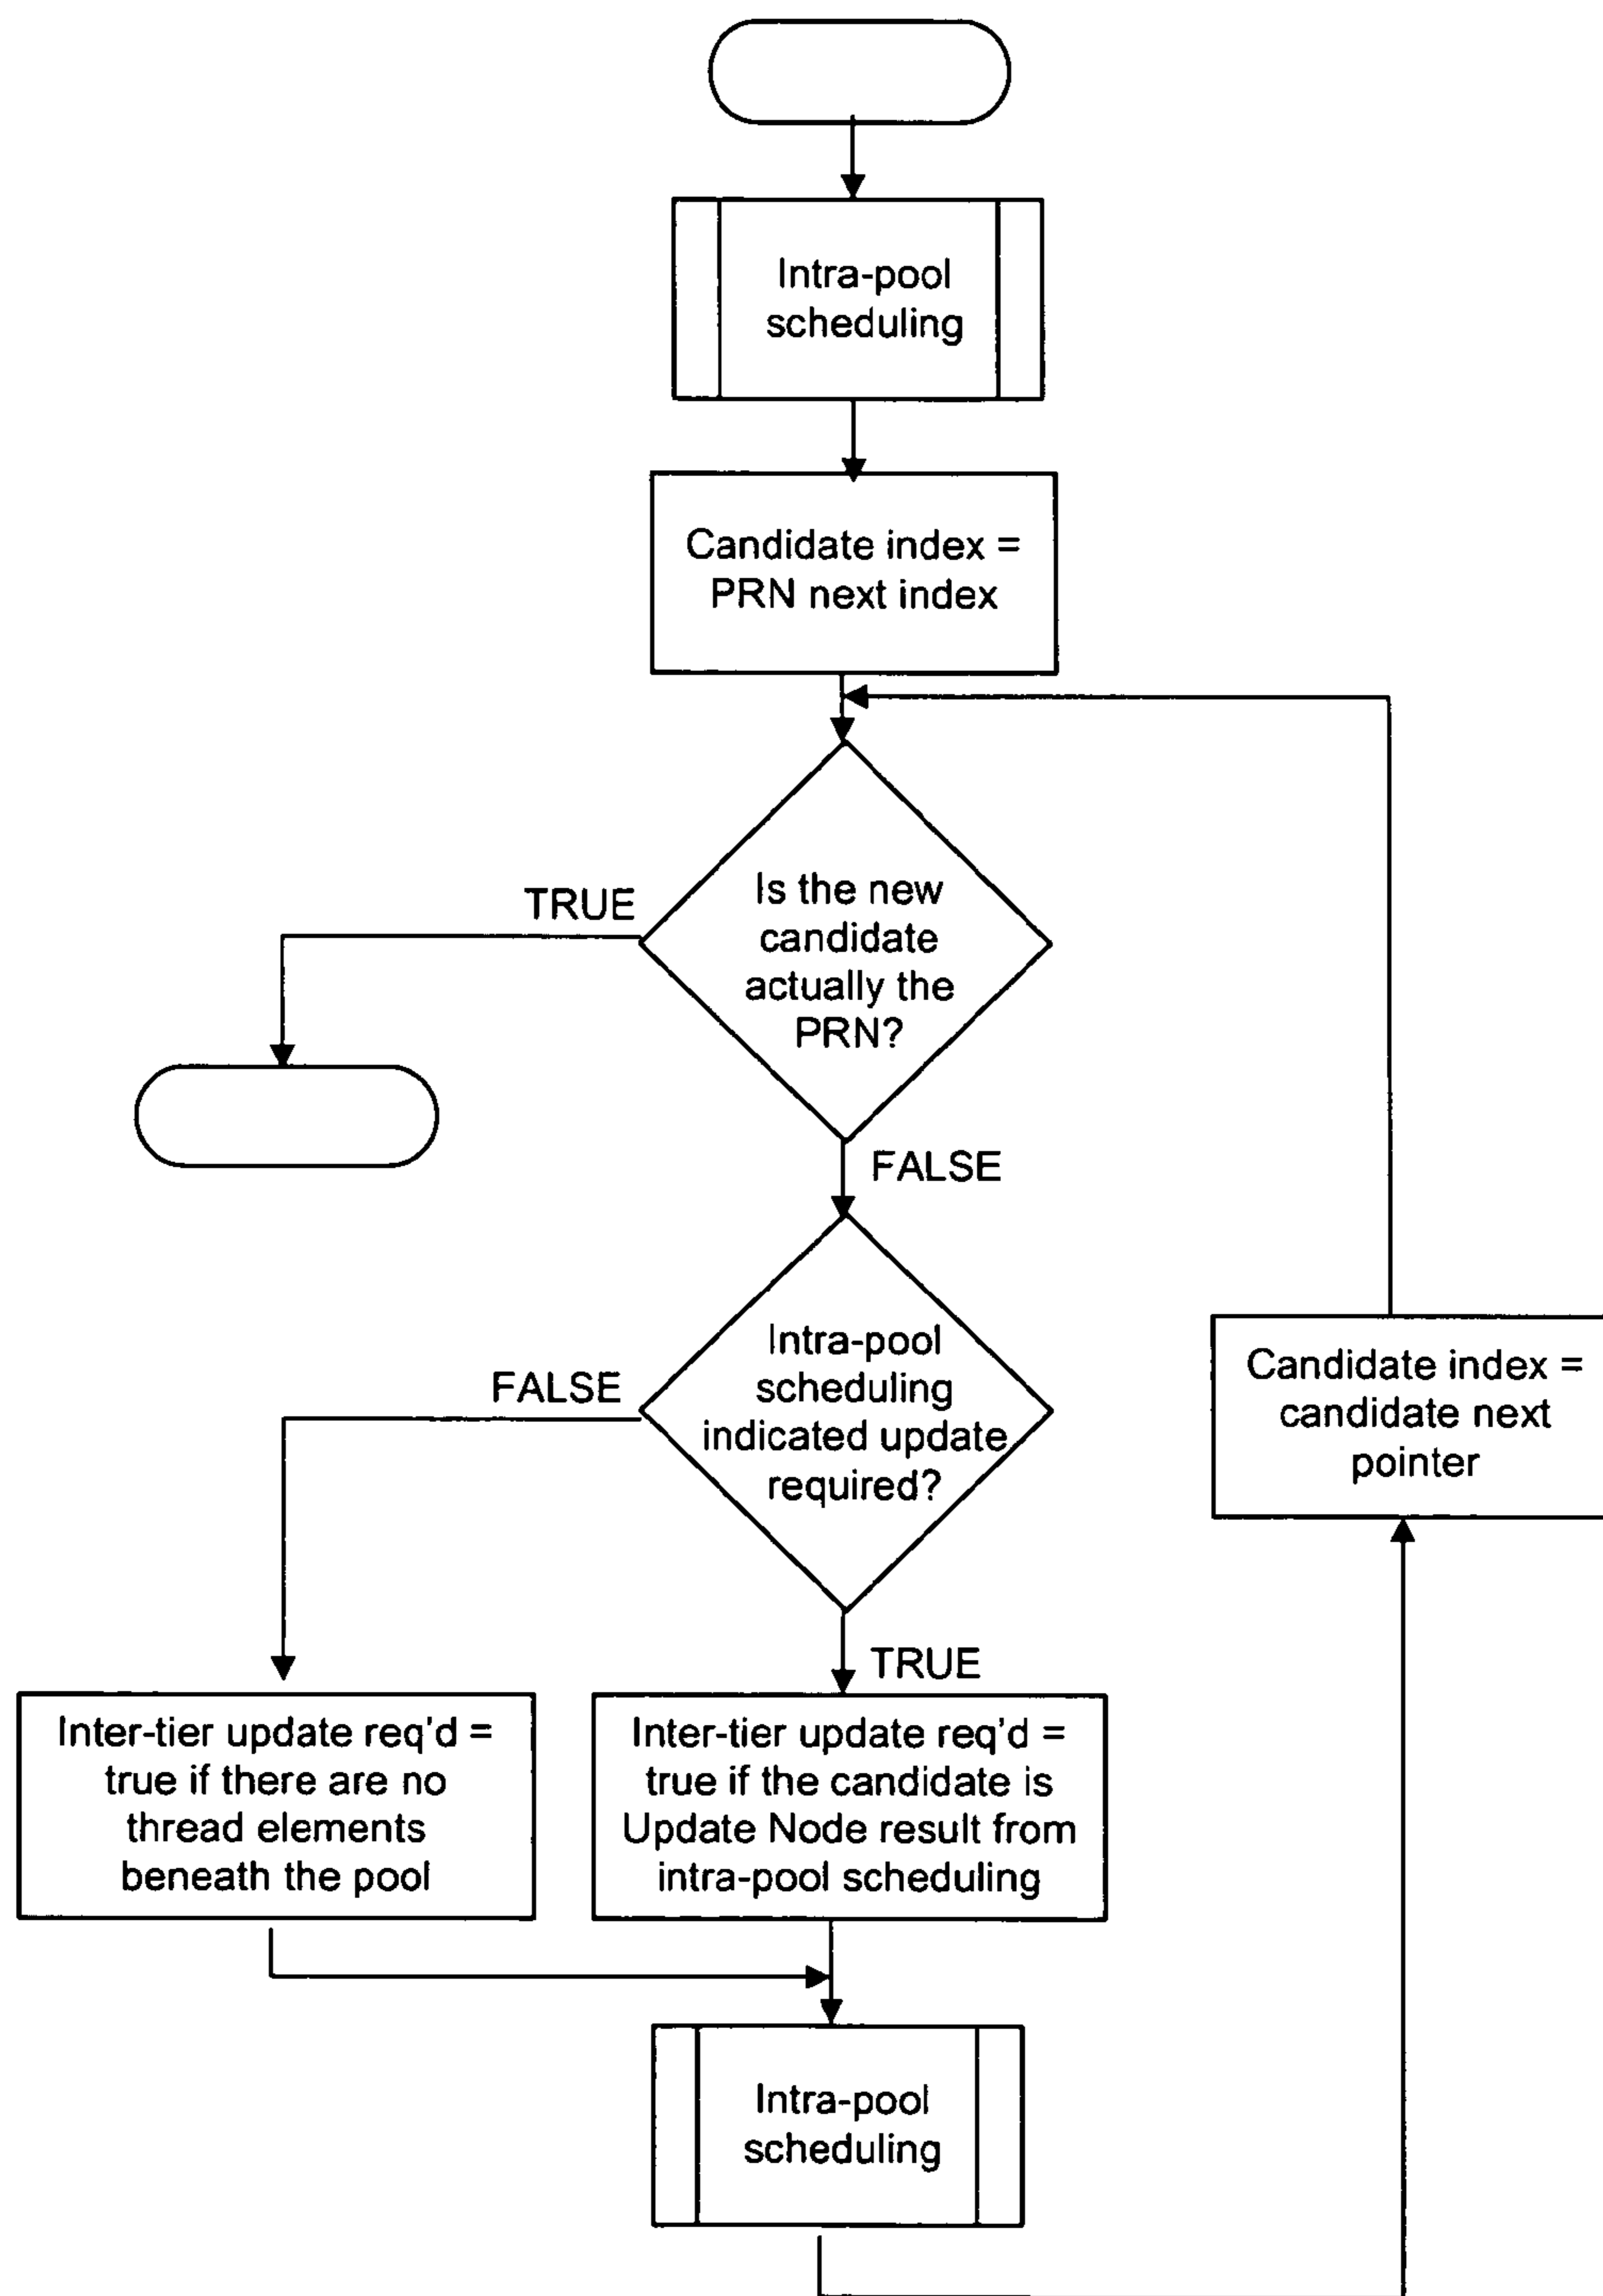 Intra-pool
scheduling
Candidate index =
PRN next index
TRUE
Is the new
candidate
actually the
PRN?
FALSE
FALSE
Intra-pool
scheduling
indicated update
required?
Candidate index =
candidate next
pointer
TRUE
Inter-tier update req'd =
true if there are no
thread elements
beneath the pool
Inter-tier update req'd =
true if the candidate is
Update Node result from
intra-pool scheduling
Intra-pool
scheduling